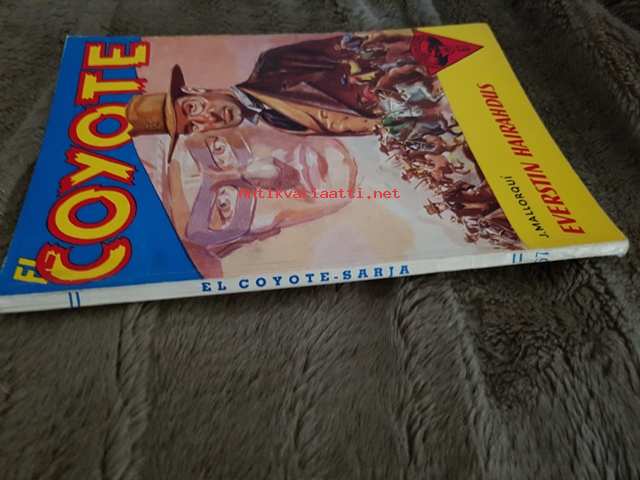 EL
COYOTE
J. MALLORQUÍ
EVERSTIN HAIRAHDUS
EL COYOTE-SARJA
antikvariaatti.net